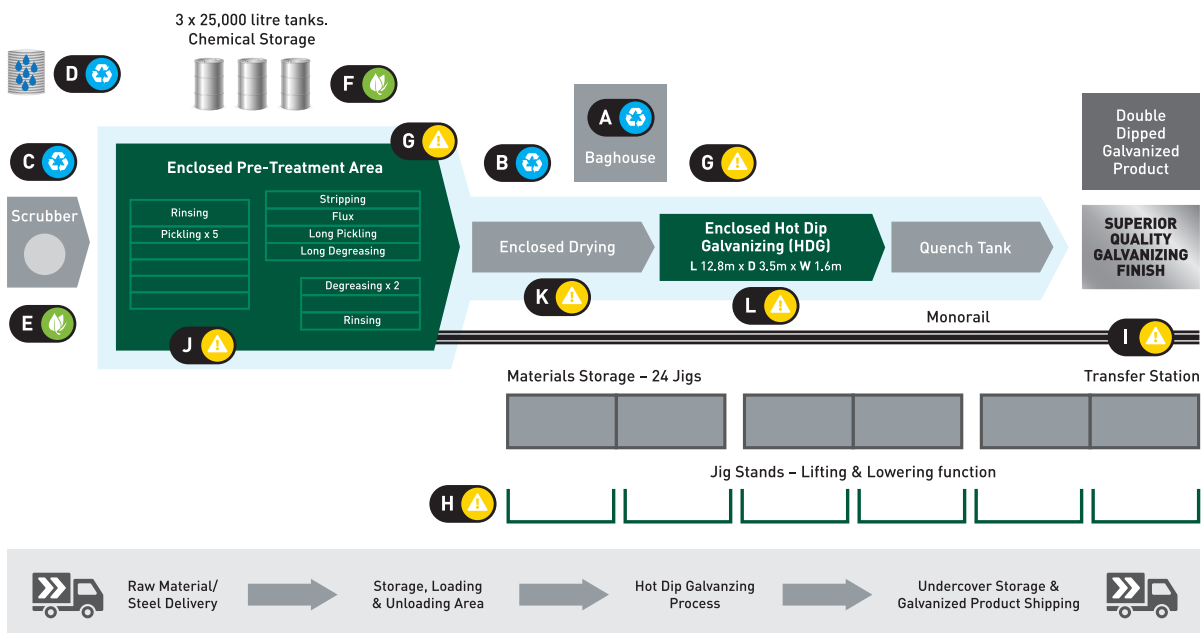 3 x 25,000 litre tanks.
Chemical Storage
D
F
A
Baghouse
G
C
B
G
Double
Dipped
Galvanized
Product
Scrubber
E
Enclosed Pre-Treatment Area
Rinsing
Pickling x 5
Stripping
Flux
Long Pickling
Long Degreasing
Degreasing x 2
Rinsing
J
Enclosed Drying
K
Enclosed Hot Dip
Galvanizing (HDG)
L 12.8m x D 3.5m x W 1.6m
L
Quench Tank
SUPERIOR
QUALITY
GALVANIZING
FINISH
Monorail
I
Materials Storage – 24 Jigs
Transfer Station
Jig Stands – Lifting & Lowering function
H
Raw Material/
Steel Delivery
Storage, Loading
& Unloading Area
Hot Dip Galvanzing
Process
Undercover Storage &
Galvanized Product Shipping